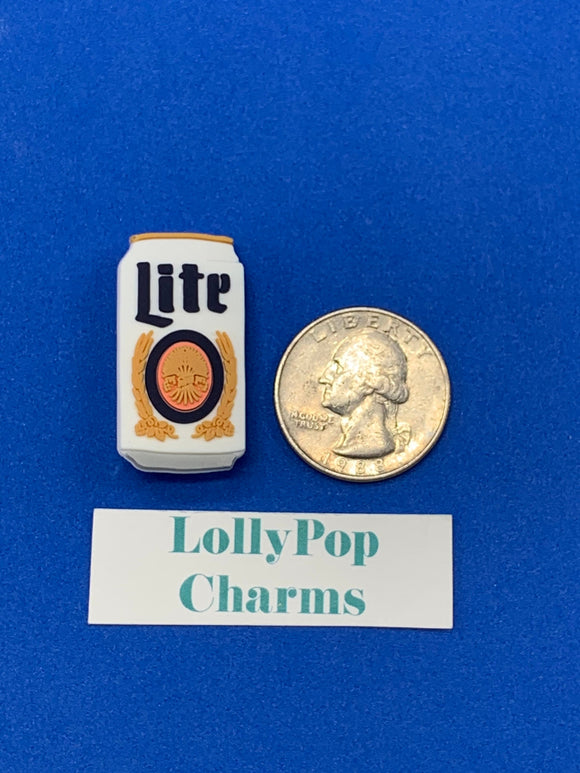 Lite
LIBERTY
IN GOD WE
TRUST
LollyPop
Charms